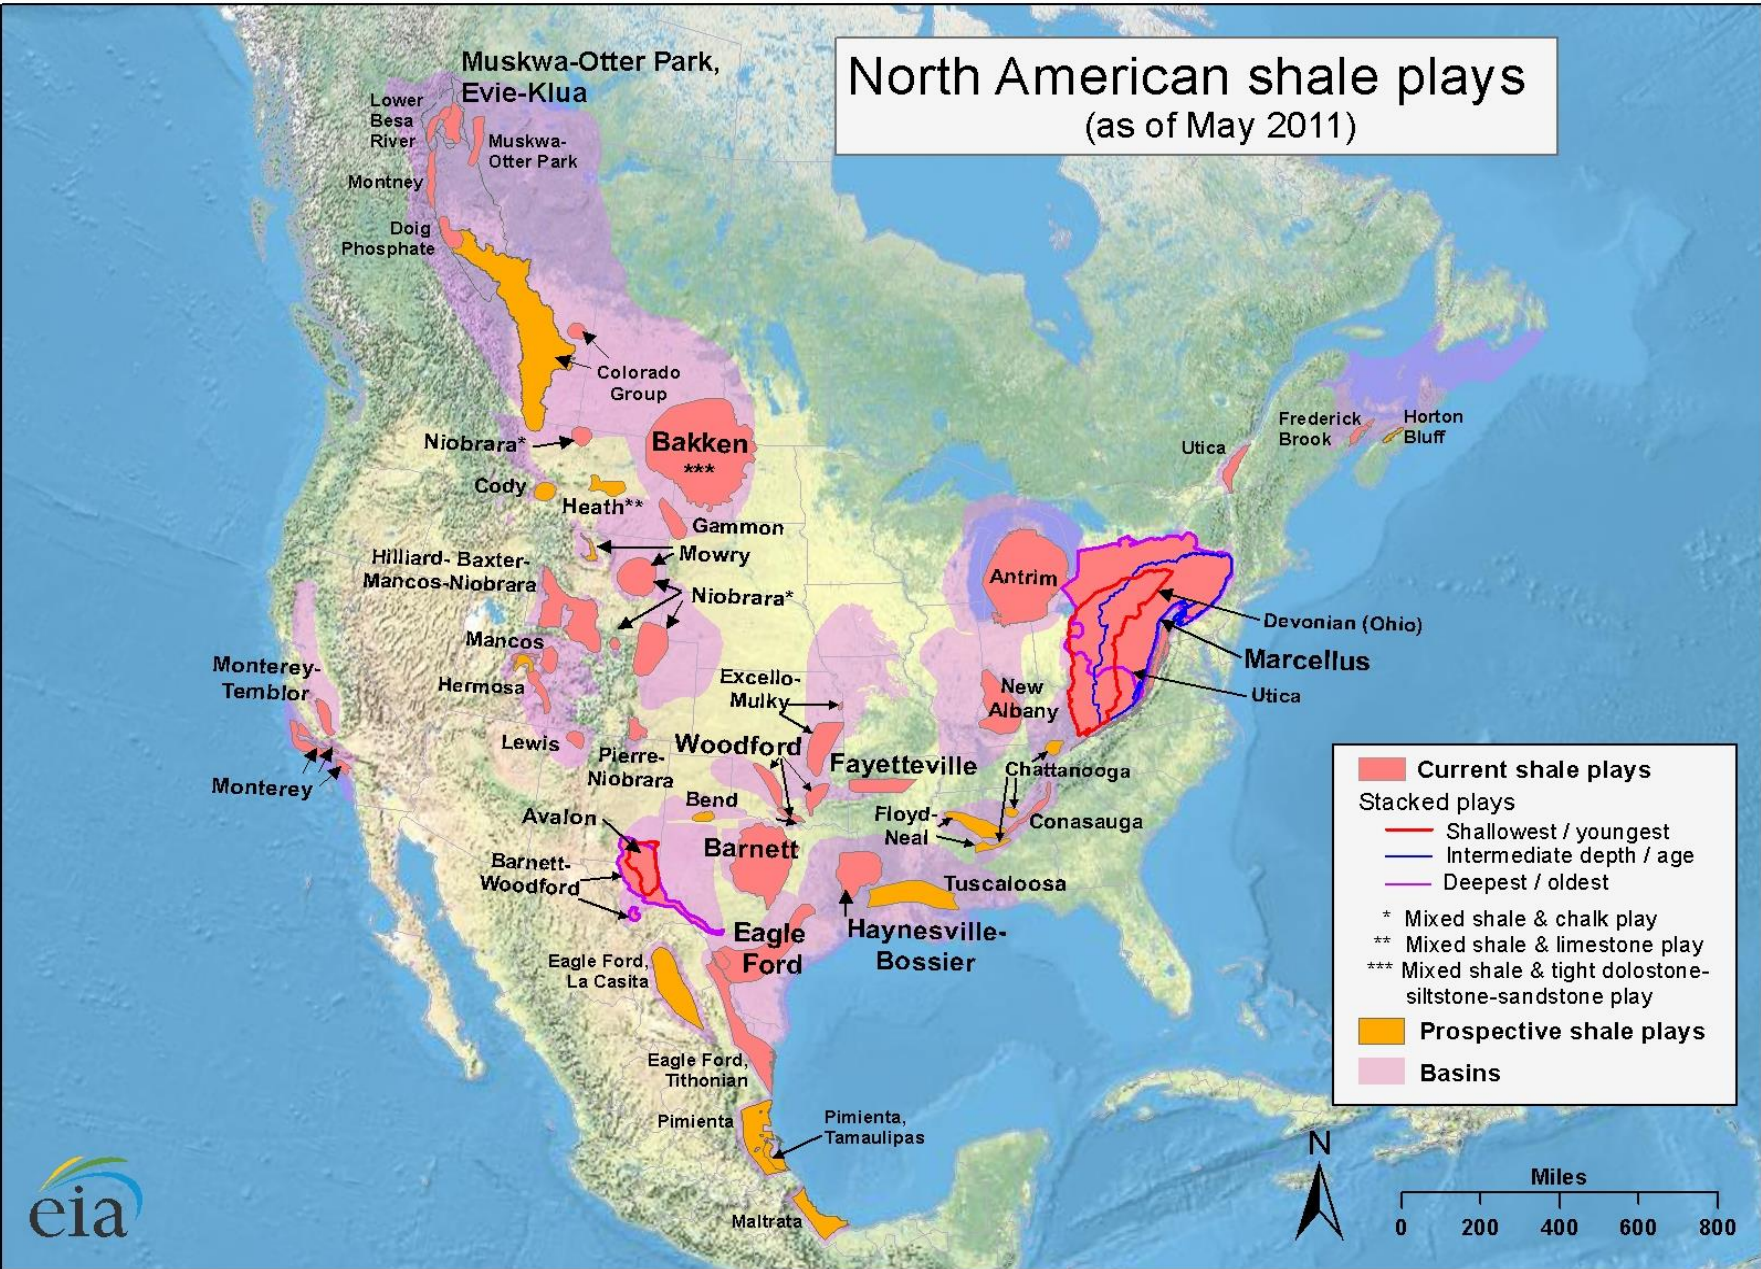 North American shale plays
(as of May 2011)
Muskwa-Otter Park,
Evie-Klua
Lower
Besa
River
Muskwa-
Otter Park
Montney
Doig
Phosphate
Colorado
Group
Niobrara*
Bakken
***
Cody
Heath**
Gammon
Mowry
Hilliard- Baxter-
Mancos-Niobrara
Niobrara*
Mancos
Hermosa
Monterey-
Temblor
Monterey
Lewis
Pierre-
Niobrara
Excello-
Mulky
Woodford
Fayetteville
Bend
Avalon
Barnett-
Woodford
Barnett
Eagle
Ford
Haynesville-
Bossier
Tuscaloosa
Floyd-
Neal
Chattanooga
Conasauga
New
Albany
Antrim
Devonian (Ohio)
Marcellus
Utica
Utica
Frederick
Brook
Horton
Bluff
Eagle Ford,
La Casita
Eagle Ford,
Tithonian
Pimienta
Pimienta,
Tamaulipas
Maltrata
Current shale plays
Stacked plays
Shallowest / youngest
Intermediate depth / age
Deepest / oldest
* Mixed shale & chalk play
** Mixed shale & limestone play
*** Mixed shale & tight dolostone-
siltstone-sandstone play
Prospective shale plays
Basins
N
Miles
0 200 400 600 800
eia